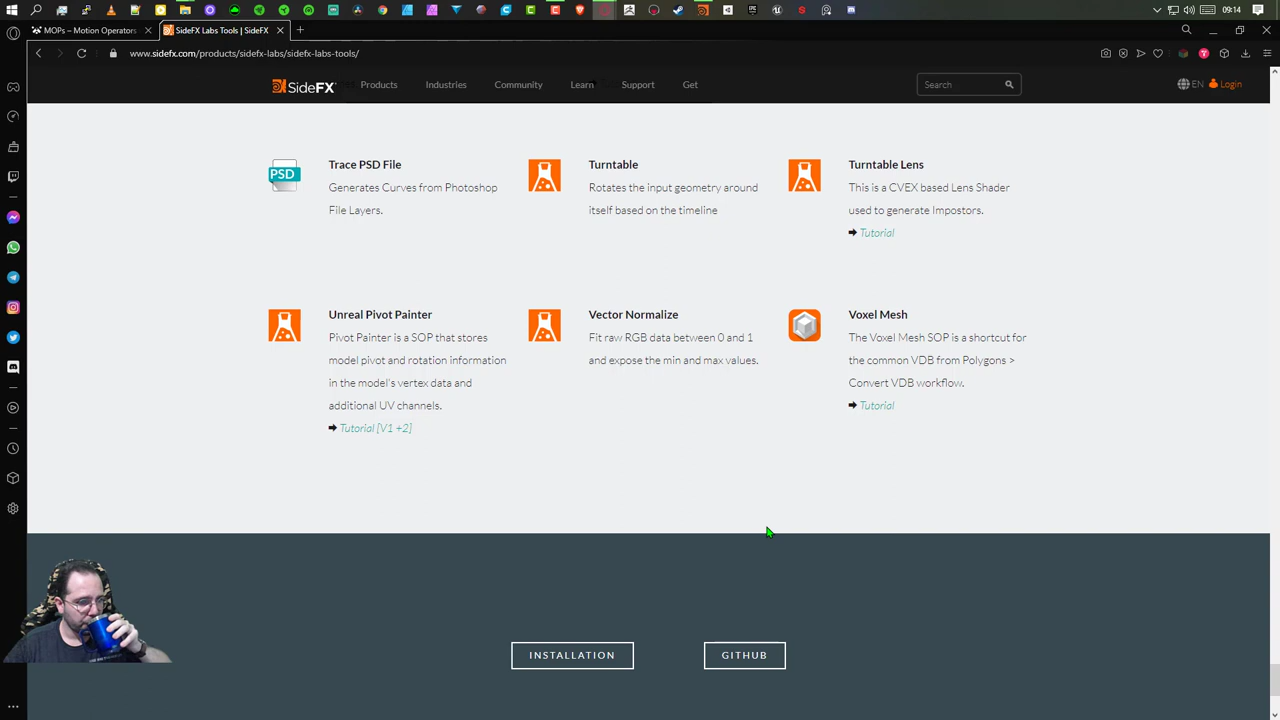 09:14
MOPs – Motion Operators
SideFX Labs Tools | SideFX
www.sidefx.com/products/sidefx-labs/sidefx-labs-tools/
SideFX
Products
Industries
Community
Learn
Support
Get
Search
EN
Login
Trace PSD File
PSD
Generates Curves from Photoshop
File Layers.
Turntable
Rotates the input geometry around
itself based on the timeline
Turntable Lens
This is a CVEX based Lens Shader
used to generate Impostors.
Tutorial
Unreal Pivot Painter
Pivot Painter is a SOP that stores
model pivot and rotation information
in the model's vertex data and
additional UV channels.
Tutorial [V1 +2]
Vector Normalize
Fit raw RGB data between 0 and 1
and expose the min and max values.
Voxel Mesh
The Voxel Mesh SOP is a shortcut for
the common VDB from Polygons >
Convert VDB workflow.
Tutorial
INSTALLATION
GITHUB